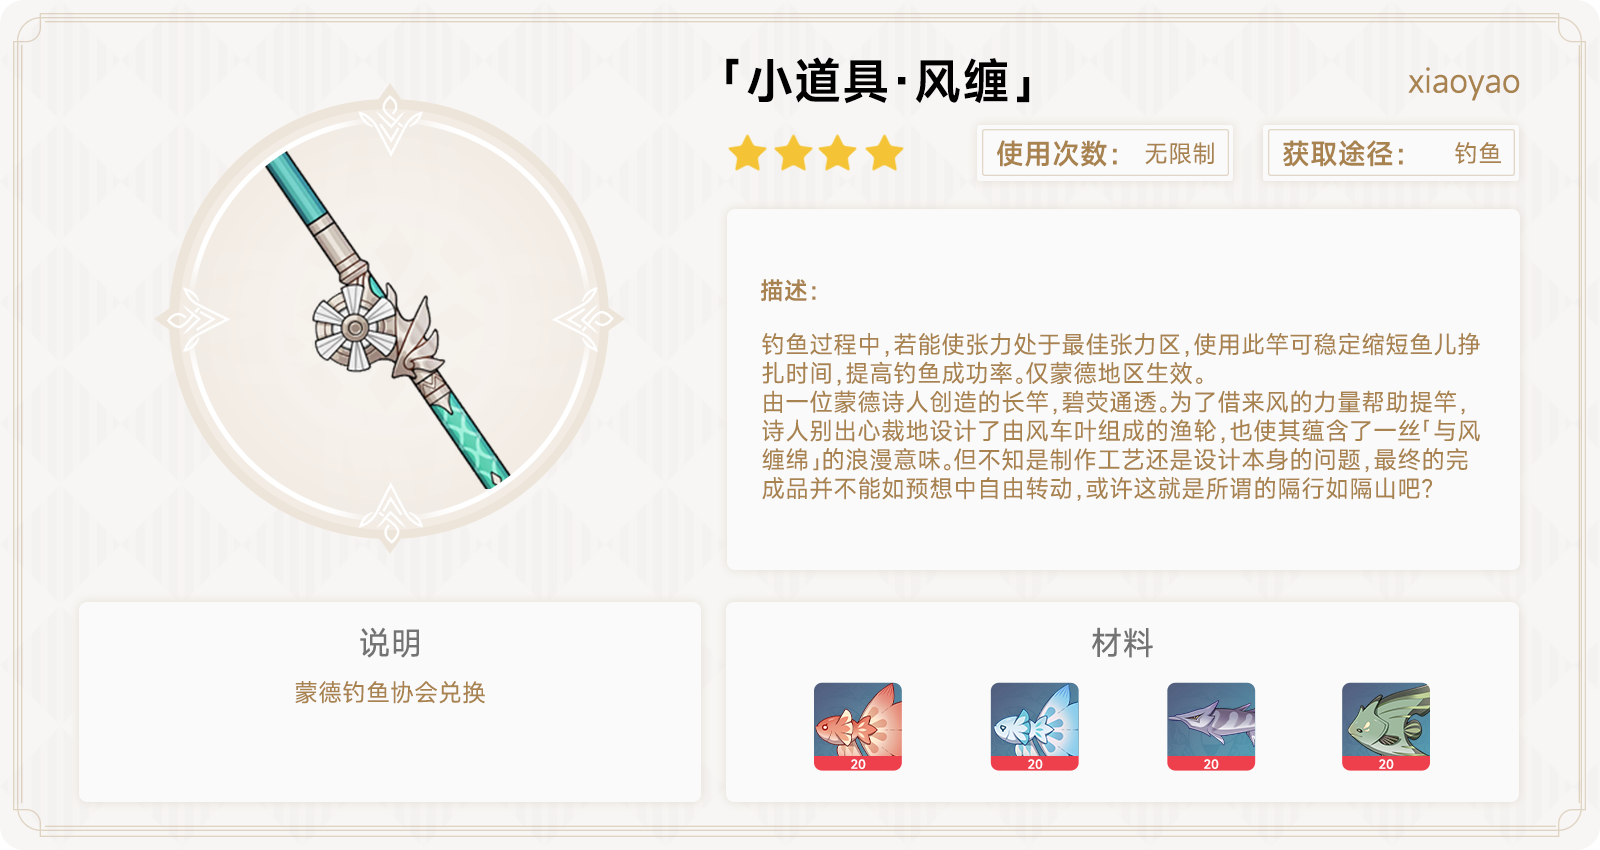 「小道具·风缠」
xiaoyao
使用次数： 无限制
获取途径： 钓鱼
描述：
钓鱼过程中，若能使张力处于最佳张力区，使用此竿可稳定缩短鱼儿挣
扎时间，提高钓鱼成功率。仅蒙德地区生效。
由一位蒙德诗人创造的长竿，碧荧通透。为了借来风的力量帮助提竿，
诗人别出心裁地设计了由风车叶组成的渔轮，也使其蕴含了一丝「与风
缠绵」的浪漫意味。但不知是制作工艺还是设计本身的问题，最终的完
成品并不能如预想中自由转动，或许这就是所谓的隔行如隔山吧？
说明
蒙德钓鱼协会兑换
材料
20
20
20
20